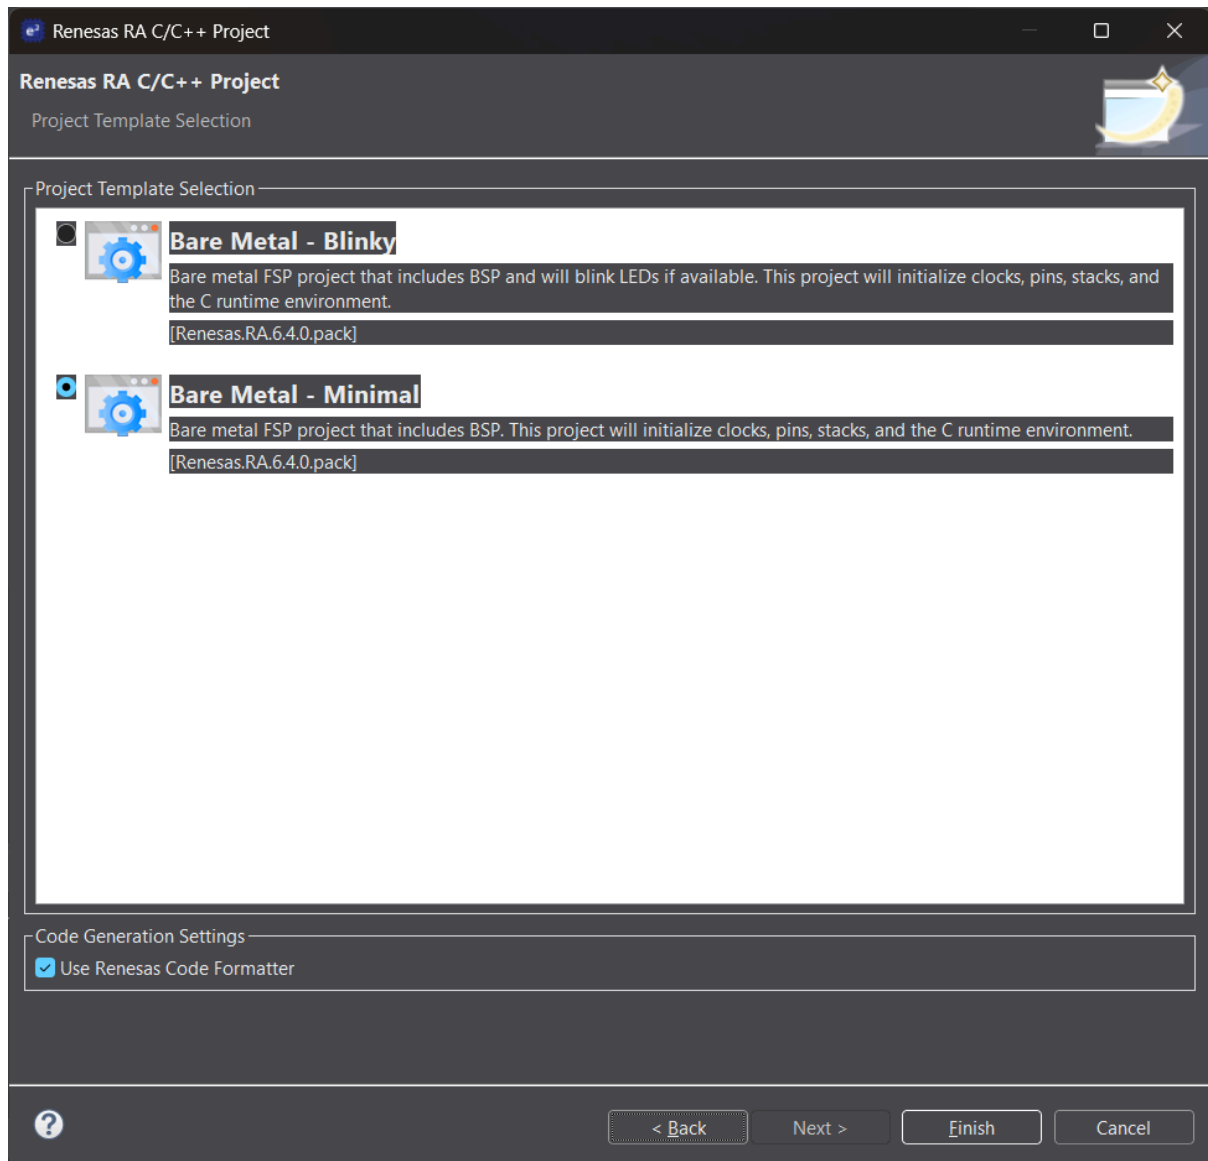 e² Renesas RA C/C++ Project
Renesas RA C/C++ Project
Project Template Selection
Project Template Selection
Bare Metal - Blinky
Bare metal FSP project that includes BSP and will blink LEDs if available. This project will initialize clocks, pins, stacks, and
the C runtime environment.
[Renesas.RA.6.4.0.pack]
Bare Metal - Minimal
Bare metal FSP project that includes BSP. This project will initialize clocks, pins, stacks, and the C runtime environment.
[Renesas.RA.6.4.0.pack]
Code Generation Settings
Use Renesas Code Formatter
? < Back Next > Finish Cancel